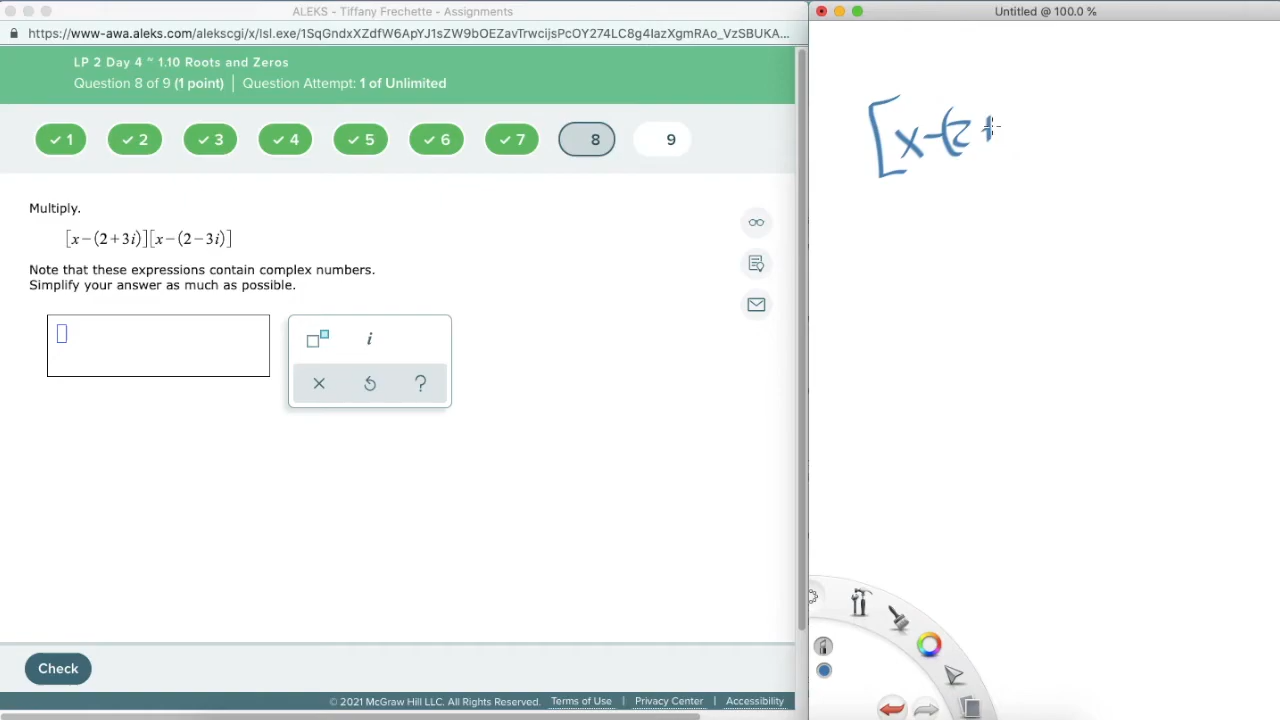 ALEKS - Tiffany Frechette - Assignments
Untitled @ 100.0 %
https://www-awa.aleks.com/alekscgi/x/Isl.exe/1SqGndxXZdfW6ApYJ1sZW9bOEZavTrwcijsPcOY274LC8g4IazXgmRAo_VzSBUKA...
LP 2 Day 4 ~ 1.10 Roots and Zeros
Question 8 of 9 (1 point) | Question Attempt: 1 of Unlimited
✓ 1 ✓ 2 ✓ 3 ✓ 4 ✓ 5 ✓ 6 ✓ 7 8 9
[x-(2+
Multiply.
[x−(2+3i)][x−(2−3i)]
Note that these expressions contain complex numbers.
Simplify your answer as much as possible.
i
?
Check
© 2021 McGraw Hill LLC. All Rights Reserved. Terms of Use | Privacy Center | Accessibility